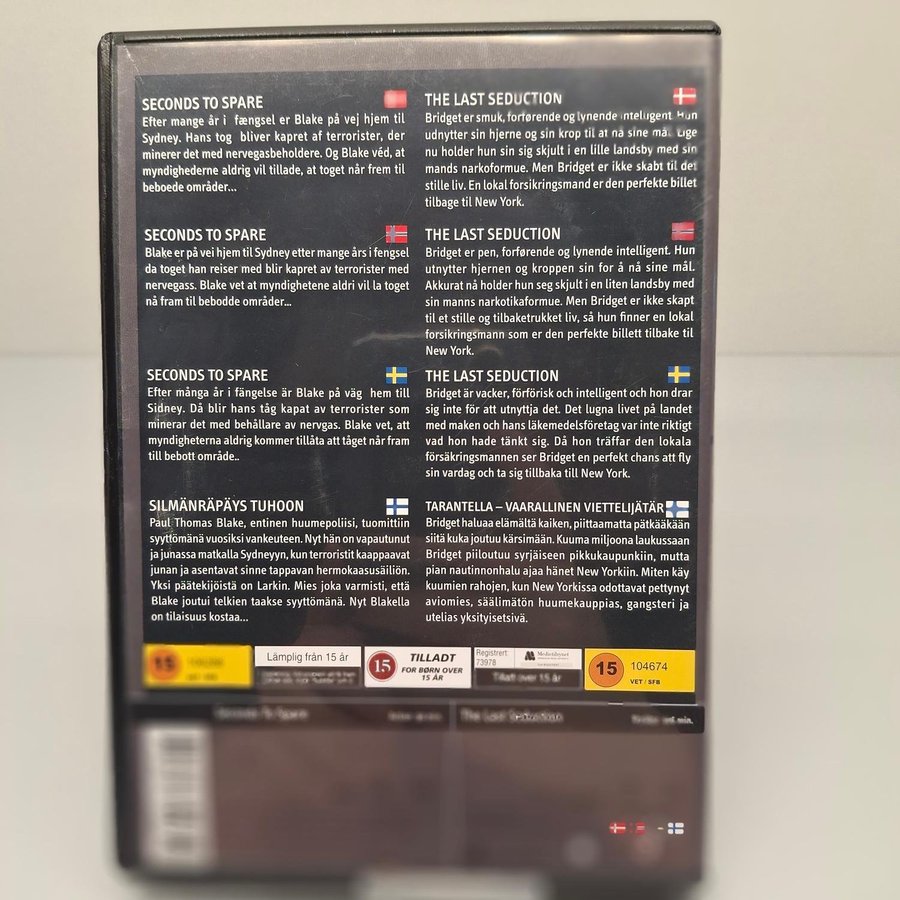 SECONDS TO SPARE
Efter mange år i fængsel er Blake på vej hjem til
Sydney. Hans tog bliver kapret af terrorister, der
minerer det med nervegasbeholdere. Og Blake véd, at
myndighederne aldrig vil tillade, at toget når frem til
beboede områder...
THE LAST SEDUCTION
Bridget er smuk, forførende og lynende intelligent. Hun
udnytter sin hjerne og sin krop til at nå sine mål. Lige
nu holder hun sin sig skjult i en lille landsby med sin
mands narkoformue. Men Bridget er ikke skabt til det
stille liv. En lokal forsikringsmand er den perfekte billet
tilbage til New York.
SECONDS TO SPARE
Blake er på vei hjem til Sydney etter mange års i fengsel
da toget han reiser med blir kapret av terrorister med
nervegass. Blake vet at myndighetene aldri vil la toget
nå fram til bebodde områder...
THE LAST SEDUCTION
Bridget er pen, forførende og lynende intelligent. Hun
utnytter hjernen og kroppen sin for å nå sine mål.
Akkurat nå holder hun seg skjult i en liten landsby med
sin manns narkotikaformue. Men Bridget er ikke skapt
til et stille og tilbaketrukket liv, så hun finner en lokal
forsikringsmann som er den perfekte billett tilbake til
New York.
SECONDS TO SPARE
Efter många år i fängelse är Blake på väg hem till
Sidney. Då blir hans tåg kapat av terrorister som
minerar det med behållare av nervgas. Blake vet, att
myndigheterna aldrig kommer tillåta att tåget når fram
till bebott område..
THE LAST SEDUCTION
Bridget är vacker, förförisk och intelligent och hon drar
sig inte för att utnyttja det. Det lugna livet på landet
med maken och hans läkemedelsföretag var inte riktigt
vad hon hade tänkt sig. Då hon träffar den lokala
försäkringsmannen ser Bridget en perfekt chans att fly
sin vardag och ta sig tillbaka till New York.
SILMÄNRÄPÄYS TUHOON
Paul Thomas Blake, entinen huumepoliisi, tuomittiin
syyttömänä vuosiksi vankeuteen. Nyt hän on vapautunut
ja junassa matkalla Sydneyyn, kun terroristit kaappaavat
junan ja asentavat sinne tappavan hermokaasusäiliön.
Yksi päätekijöistä on Larkin. Mies joka varmisti, että
Blake joutui telkien taakse syyttömänä. Nyt Blakella
on tilaisuus kostaa...
TARANTELLA – VAARALLINEN VIETTELIJÄTÄR
Bridget haluaa elämältä kaiken, piittaamatta pätkääkään
siitä kuka joutuu kärsimään. Kuuma miljoona laukussaan
Bridget piiloutuu syrjäiseen pikkukaupunkiin, mutta
pian nautinnonhalu ajaa hänet New Yorkiin. Miten käy
kuumien rahojen, kun New Yorkissa odottavat pettynyt
aviomies, säälimätön huumekauppias, gangsteri ja
utelias yksityisetsivä.
15
Lämplig från 15 år
15 TILLADT
FOR BØRN OVER
15 ÅR
Registrert:
73978
Medietilsynet
Tillatt over 15 år
15 104674
VET / SFB
Seconds To Spare
The Last Seduction
min.